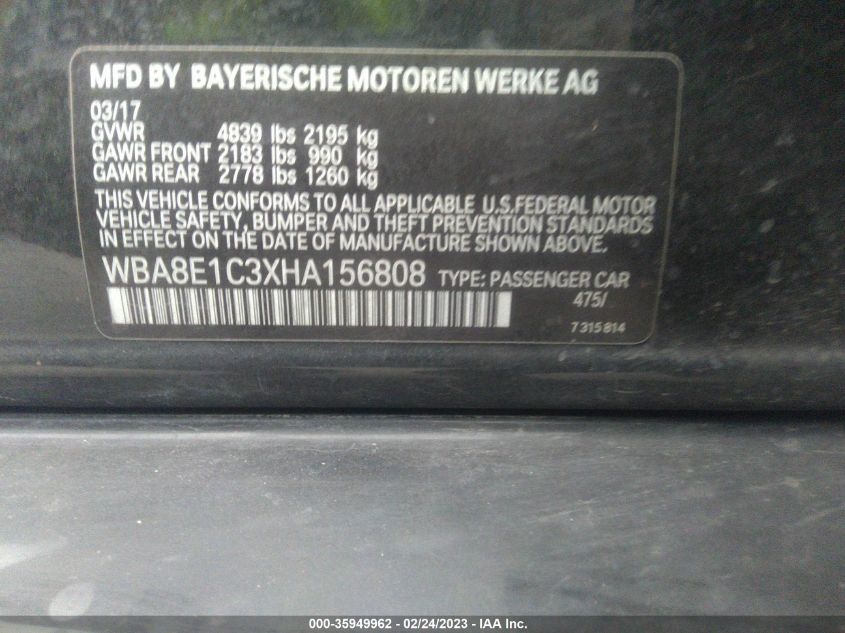 MFD BY BAYERISCHE MOTOREN WERKE AG
03/17
GVWR 4839 lbs 2195 kg
GAWR FRONT 2183 lbs 990 kg
GAWR REAR 2778 lbs 1260 kg
THIS VEHICLE CONFORMS TO ALL APPLICABLE U.S.FEDERAL MOTOR
VEHICLE SAFETY, BUMPER AND THEFT PREVENTION STANDARDS
IN EFFECT ON THE DATE OF MANUFACTURE SHOWN ABOVE.
WBA8E1C3XHA156808 TYPE: PASSENGER CAR
475/
7315814
000-35949962 - 02/24/2023 - IAA Inc.